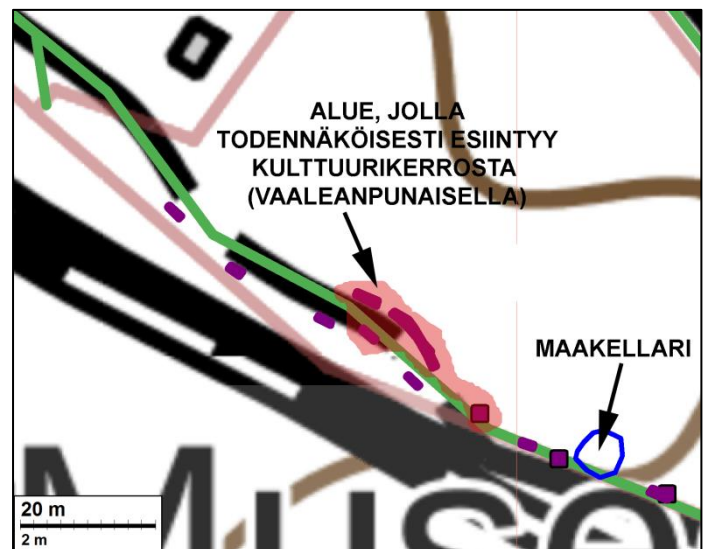 ALUE, JOLLA
TODENNÄKÖISESTI ESIINTYY
KULTTUURIKERROSTA
(VAALEANPUNAISELLA)
MAAKELLARI
20 m
2 m